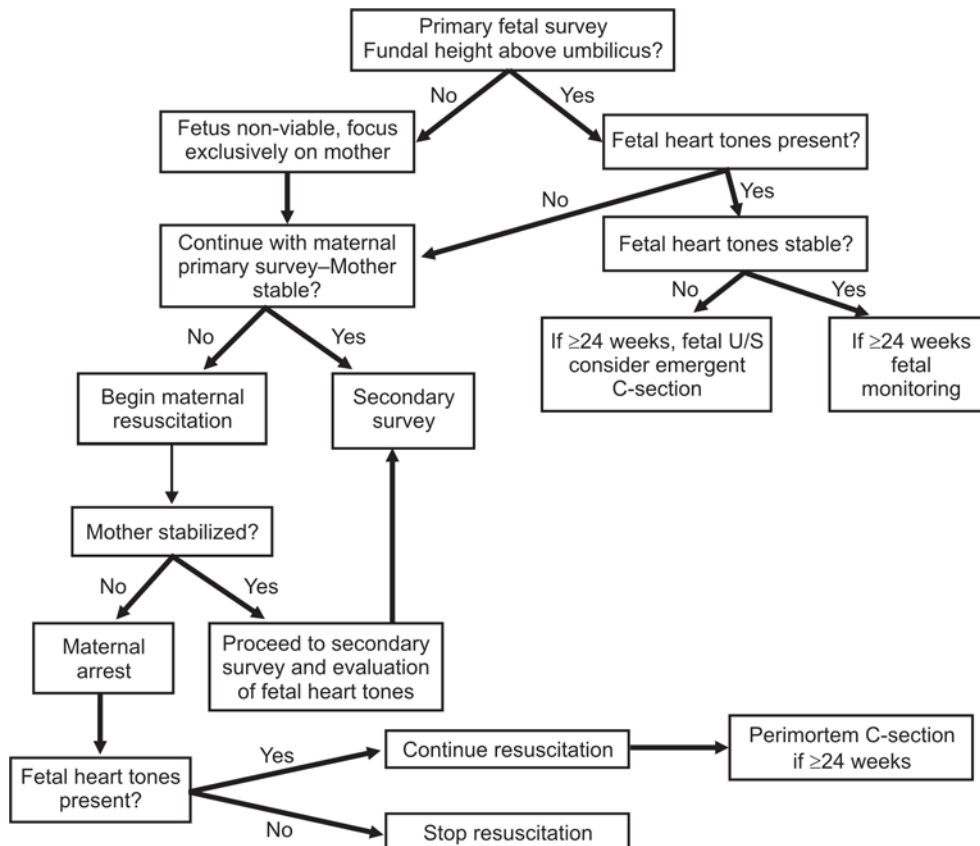 Primary fetal survey
Fundal height above umbilicus?
No
Yes
Fetus non-viable, focus
exclusively on mother
Fetal heart tones present?
No
Yes
Continue with maternal
primary survey–Mother
stable?
Fetal heart tones stable?
No
Yes
No
Yes
If ≥24 weeks, fetal U/S
consider emergent
C-section
If ≥24 weeks
fetal
monitoring
Begin maternal
resuscitation
Secondary
survey
Mother stabilized?
No
Yes
Maternal
arrest
Proceed to secondary
survey and evaluation
of fetal heart tones
Fetal heart tones
present?
Yes
Continue resuscitation
Perimortem C-section
if ≥24 weeks
No
Stop resuscitation